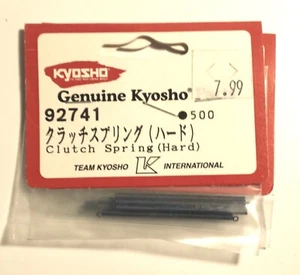 KYOSHO
7.99
Genuine Kyosho
92741
●500
クラッチスプリング(ハード)
Clutch Spring(Hard)
TEAM KYOSHO K INTERNATIONAL